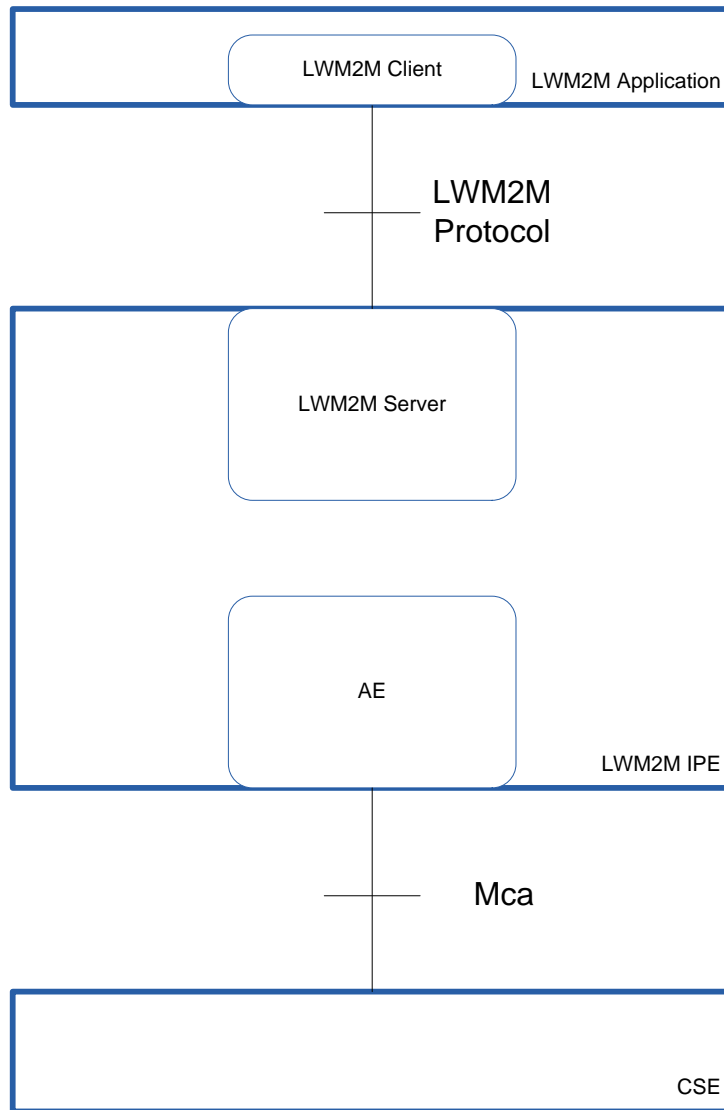 LWM2M Client
LWM2M Application
LWM2M
Protocol
LWM2M Server
AE
LWM2M IPE
Mca
CSE